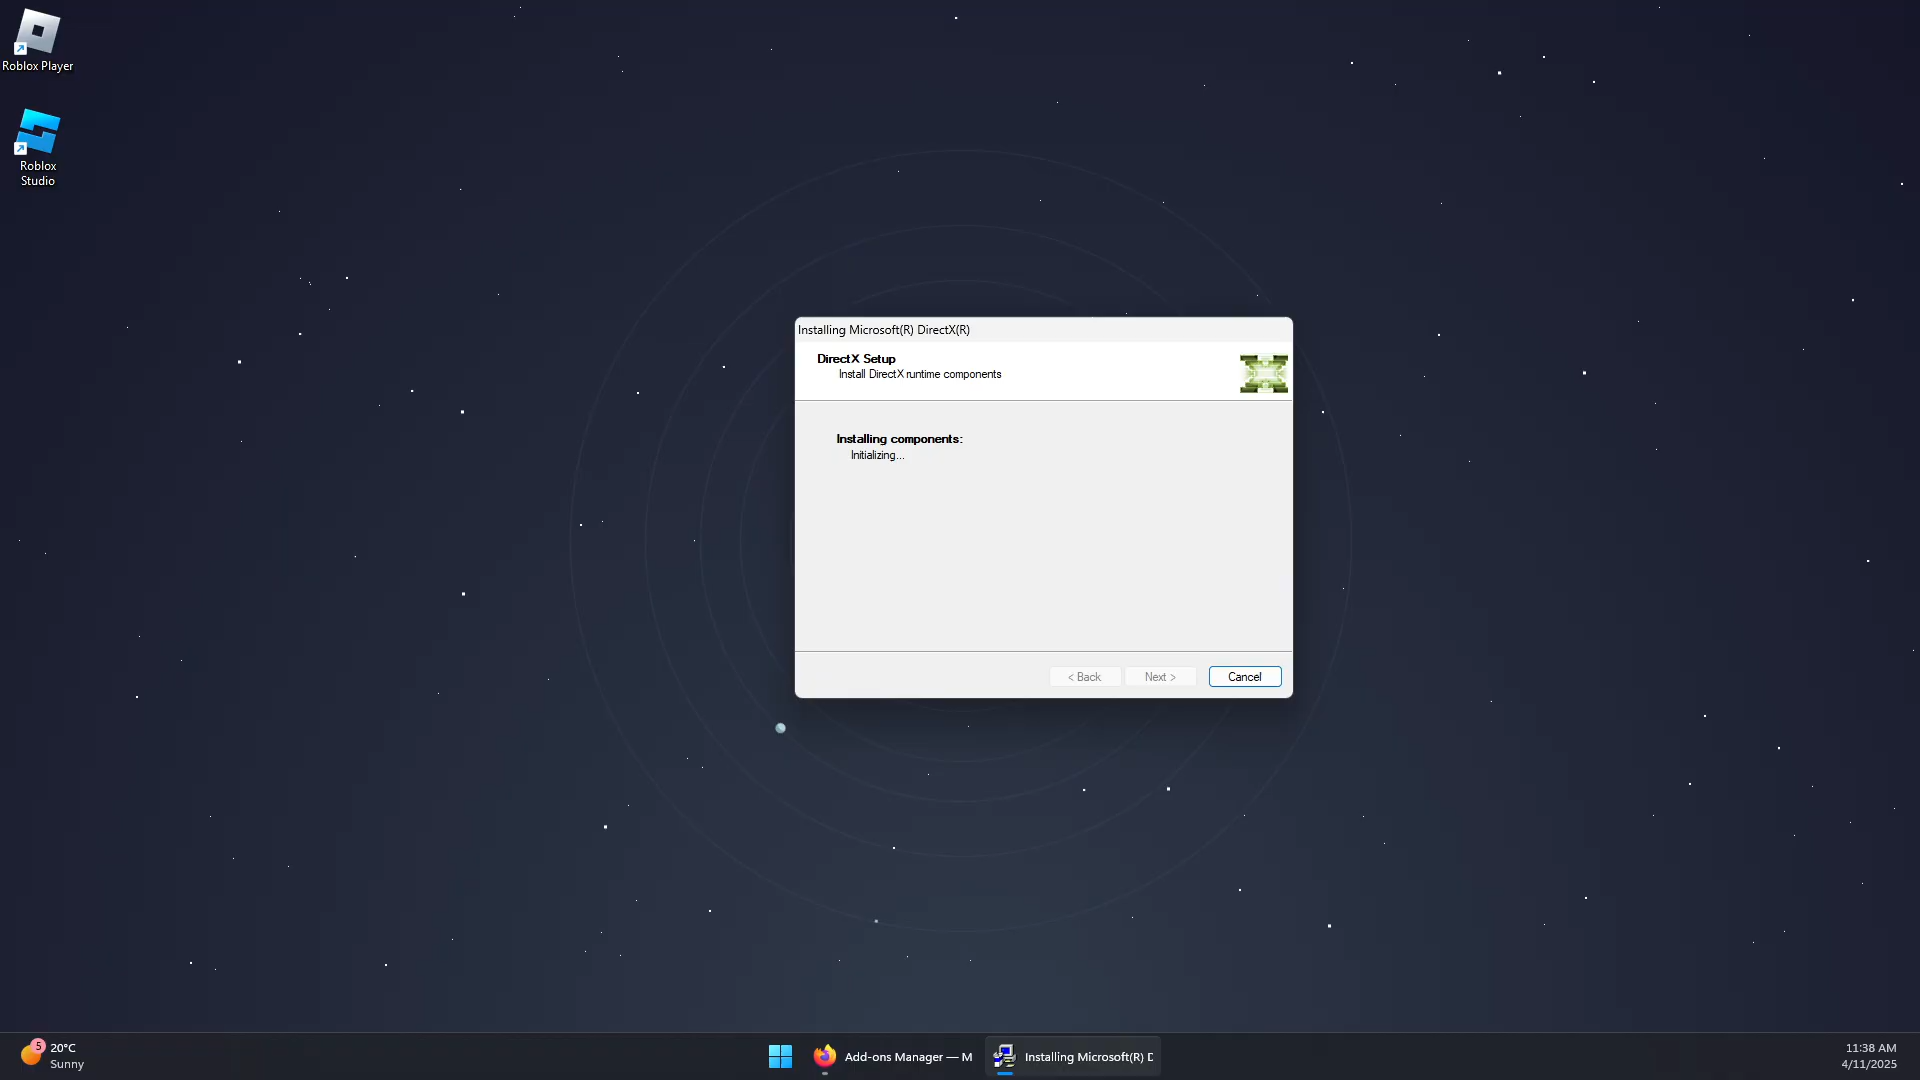 Roblox Player
Roblox
Studio
Installing Microsoft(R) DirectX(R)
DirectX Setup
Install DirectX runtime components
Installing components:
Initializing...
< Back
Next >
Cancel
5
20°C
Sunny
Add-ons Manager — M
Installing Microsoft(R) D
11:38 AM
4/11/2025